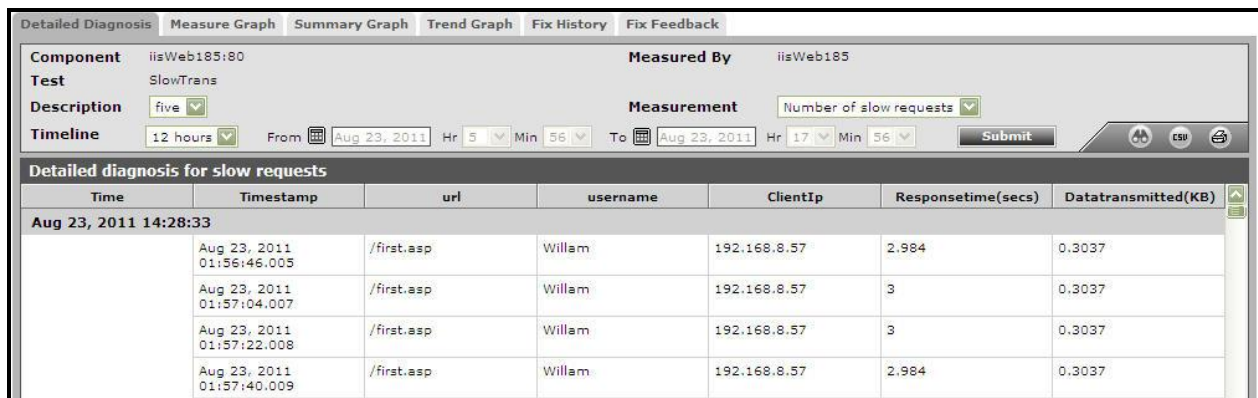 Detailed Diagnosis Measure Graph Summary Graph Trend Graph Fix History Fix Feedback
Component iisWeb185:80 Measured By iisWeb185
Test SlowTrans
Description five Measurement Number of slow requests
Timeline 12 hours From Aug 23, 2011 Hr 5 Min 56 To Aug 23, 2011 Hr 17 Min 56 Submit CSV
Detailed diagnosis for slow requests
Time Timestamp url username ClientIp Responsetime(secs) Datatransmitted(KB)
Aug 23, 2011 14:28:33
Aug 23, 2011 /first.asp Willam 192.168.8.57 2.984 0.3037
01:56:46.005
Aug 23, 2011 /first.asp Willam 192.168.8.57 3 0.3037
01:57:04.007
Aug 23, 2011 /first.asp Willam 192.168.8.57 3 0.3037
01:57:22.008
Aug 23, 2011 /first.asp Willam 192.168.8.57 2.984 0.3037
01:57:40.009